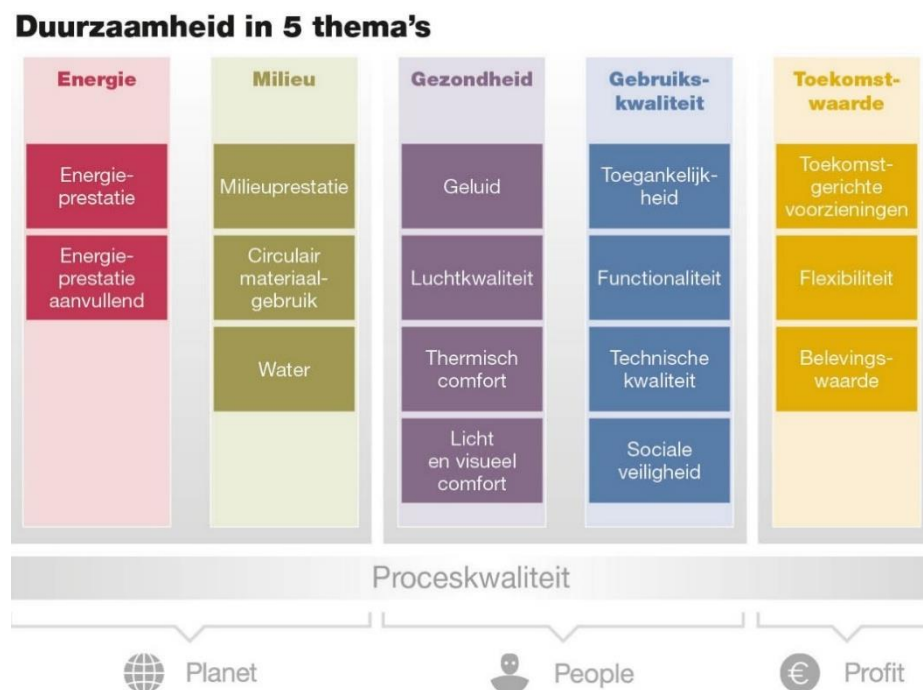 Duurzaamheid in 5 thema's
Energie
Energie-
prestatie
Energie-
prestatie
aanvullend
Milieu
Milieuprestatie
Circulair
materiaal-
gebruik
Water
Gezondheid
Geluid
Luchtkwaliteit
Thermisch
comfort
Licht
en visueel
comfort
Gebruiks-
kwaliteit
Toegankelijk-
heid
Functionaliteit
Technische
kwaliteit
Sociale
veiligheid
Toekomst-
waarde
Toekomst-
gerichte
voorzieningen
Flexibiliteit
Belevings-
waarde
Proceskwaliteit
Planet
People
€ Profit